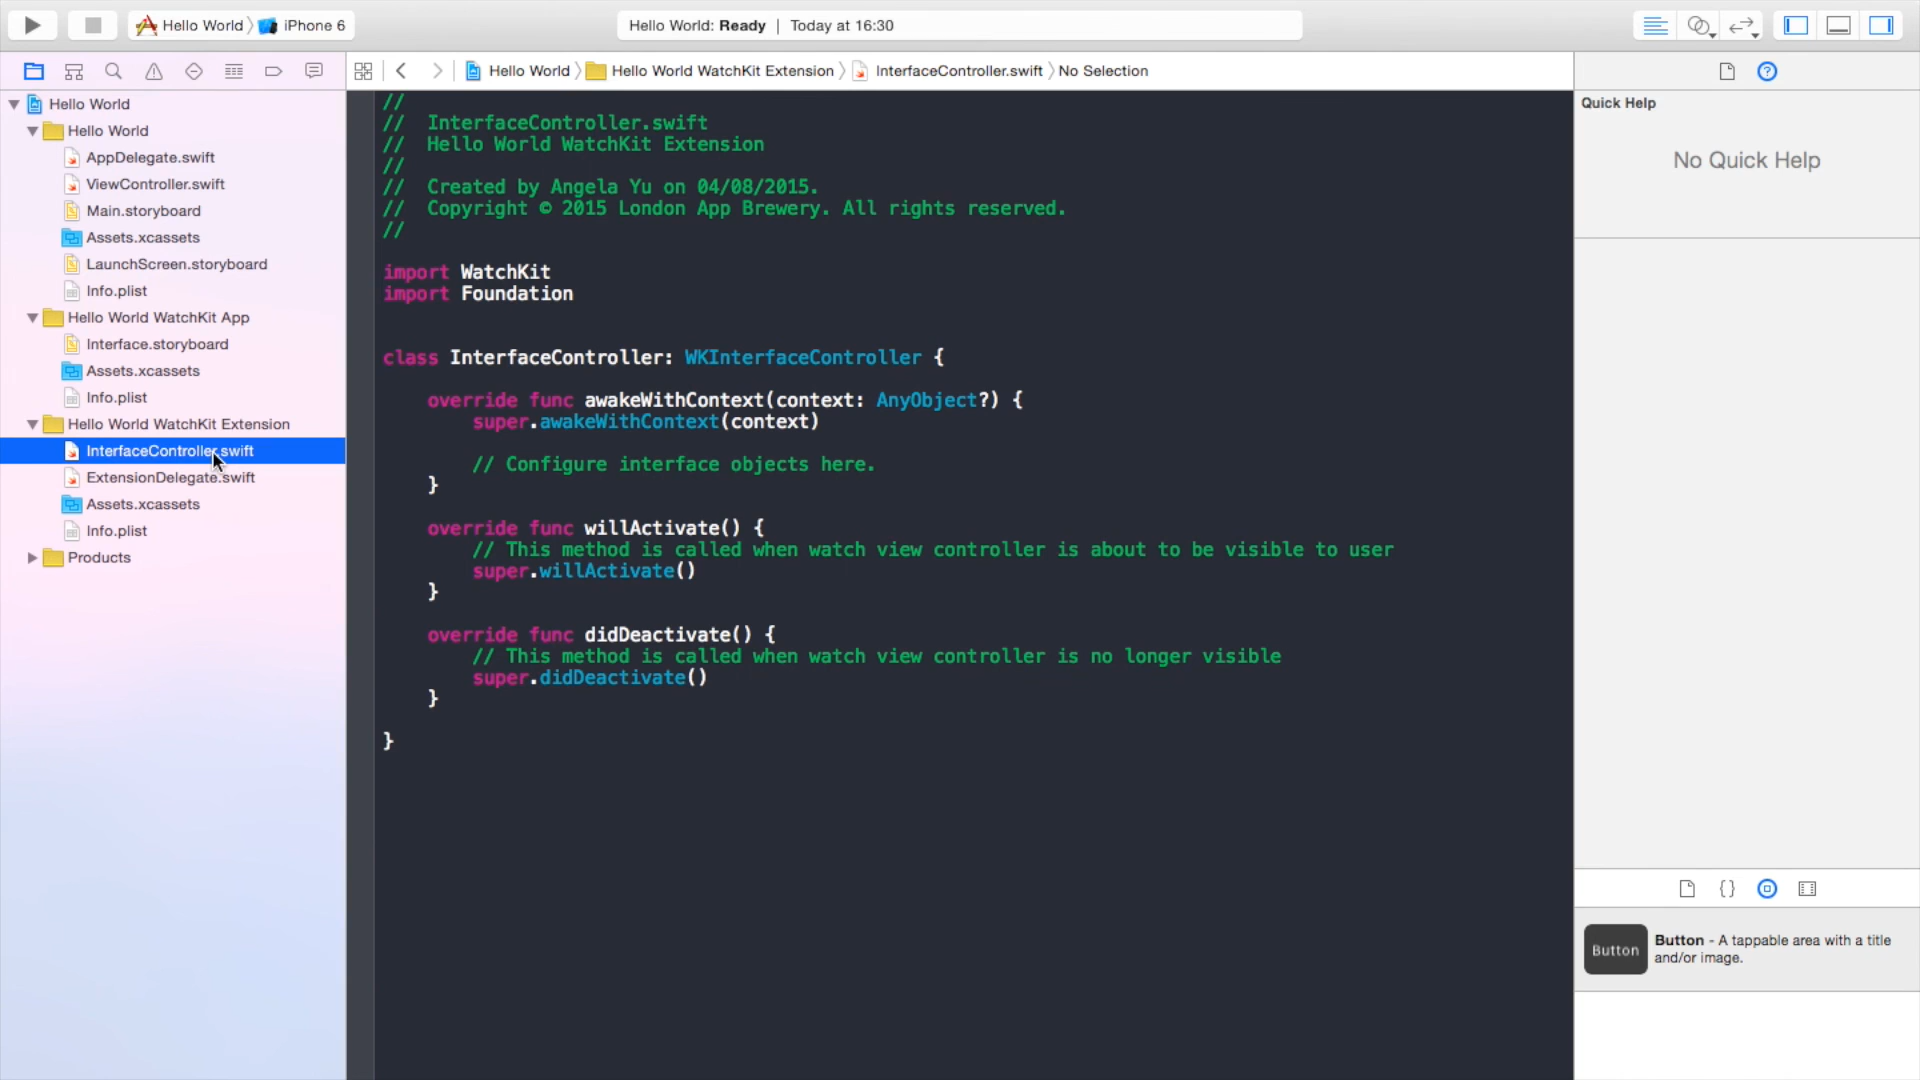 Hello World
iPhone 6
Hello World: Ready | Today at 16:30
Hello World
Hello World WatchKit Extension
InterfaceController.swift
No Selection
Hello World
Hello World
AppDelegate.swift
ViewController.swift
Main.storyboard
Assets.xcassets
LaunchScreen.storyboard
Info.plist
Hello World WatchKit App
Interface.storyboard
Assets.xcassets
Info.plist
Hello World WatchKit Extension
InterfaceController.swift
ExtensionDelegate.swift
Assets.xcassets
Info.plist
Products
//
// InterfaceController.swift
// Hello World WatchKit Extension
//
// Created by Angela Yu on 04/08/2015.
// Copyright © 2015 London App Brewery. All rights reserved.
//
import WatchKit
import Foundation
class InterfaceController: WKInterfaceController {
override func awakeWithContext(context: AnyObject?) {
super.awakeWithContext(context)
// Configure interface objects here.
}
override func willActivate() {
// This method is called when watch view controller is about to be visible to user
super.willActivate()
}
override func didDeactivate() {
// This method is called when watch view controller is no longer visible
super.didDeactivate()
}
}
Quick Help
No Quick Help
Button
Button - A tappable area with a title
and/or image.